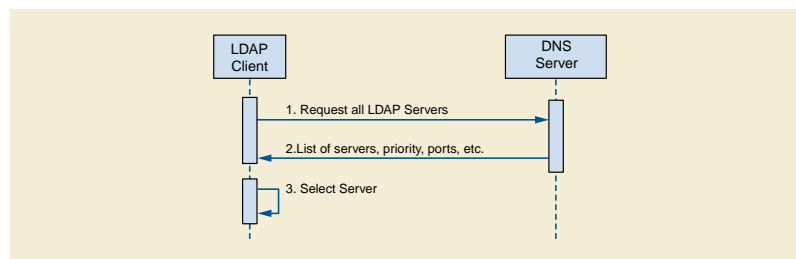 LDAP
Client
DNS
Server
1. Request all LDAP Servers
2.List of servers, priority, ports, etc.
3. Select Server